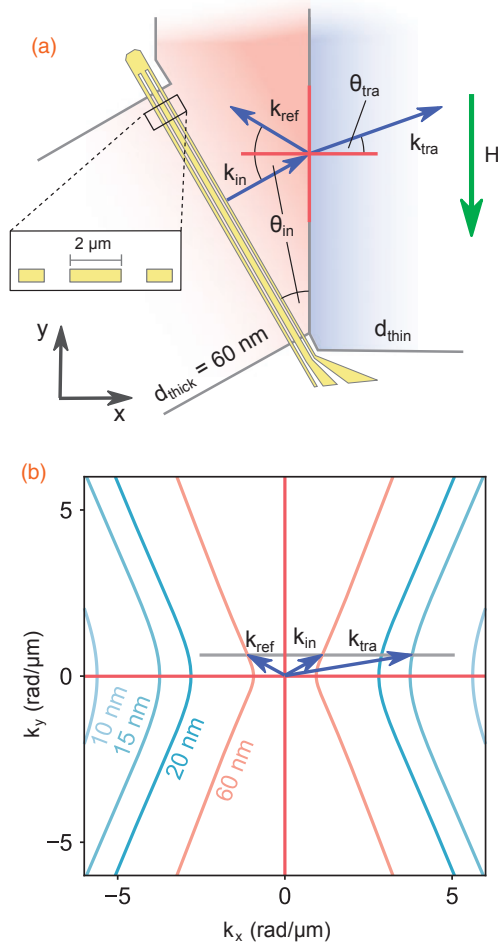 (a)
k_ref
θ_tra
k_tra
k_in
H
θ_in
2 μm
y
x
d_thick = 60 nm
d_thin
(b)
5
0
−5
k_y (rad/μm)
k_ref
k_in
k_tra
10 nm
15 nm
20 nm
60 nm
−5
0
5
k_x (rad/μm)